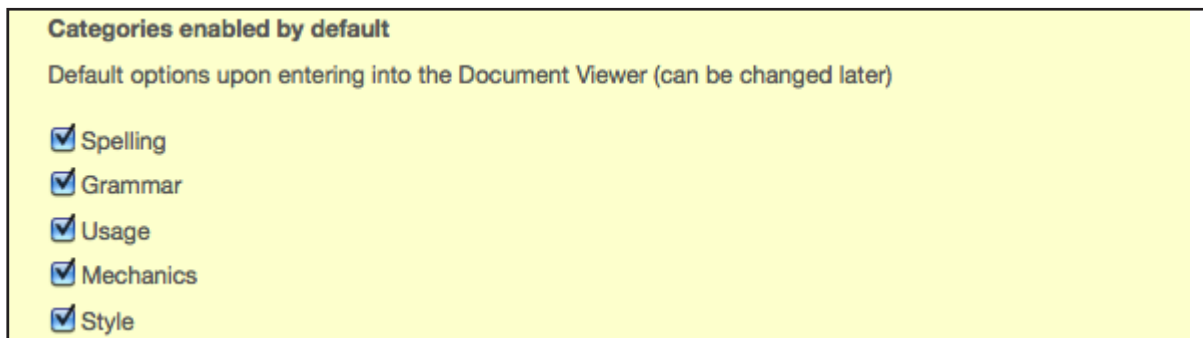 Categories enabled by default
Default options upon entering into the Document Viewer (can be changed later)
Spelling
Grammar
Usage
Mechanics
Style